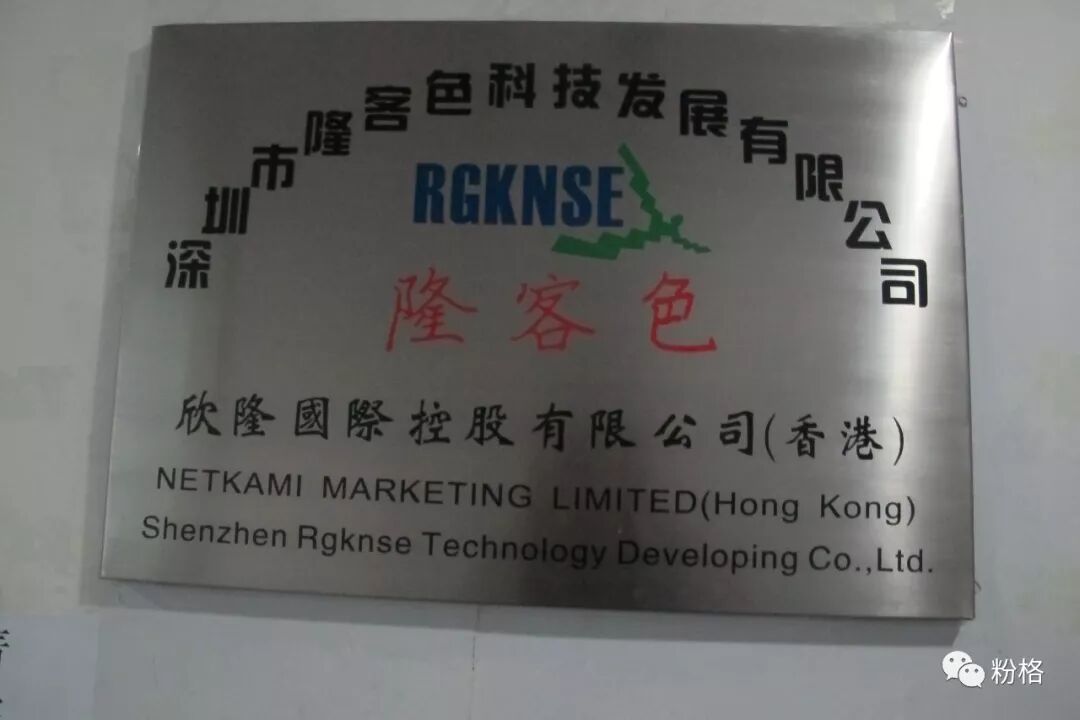 深圳市隆客色科技发展有限公司
RGKNSE
隆客色
欣隆國際控股有限公司(香港)
NETKAMI MARKETING LIMITED(Hong Kong)
Shenzhen Rgknse Technology Developing Co.,Ltd.
粉格